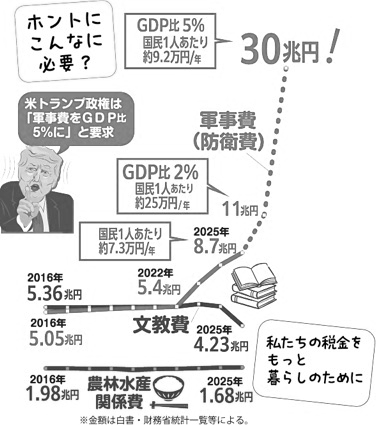 ホントに
こんなに
必要？
GDP比 5%
国民1人あたり
約9.2万円/年
30兆円！
米トランプ政権は
「軍事費をＧＤＰ比
5%に」と要求
軍事費
(防衛費)
GDP比 2%
国民1人あたり
約25万円/年
11兆円
国民1人あたり
約7.3万円/年
2025年
8.7兆円
2016年
5.36兆円
2022年
5.4兆円
2016年
5.05兆円
文教費
2025年
4.23兆円
私たちの税金を
もっと
暮らしのために
2016年
1.98兆円
農林水産
関係費
2025年
1.68兆円
※金額は白書・財務省統計一覧等による。